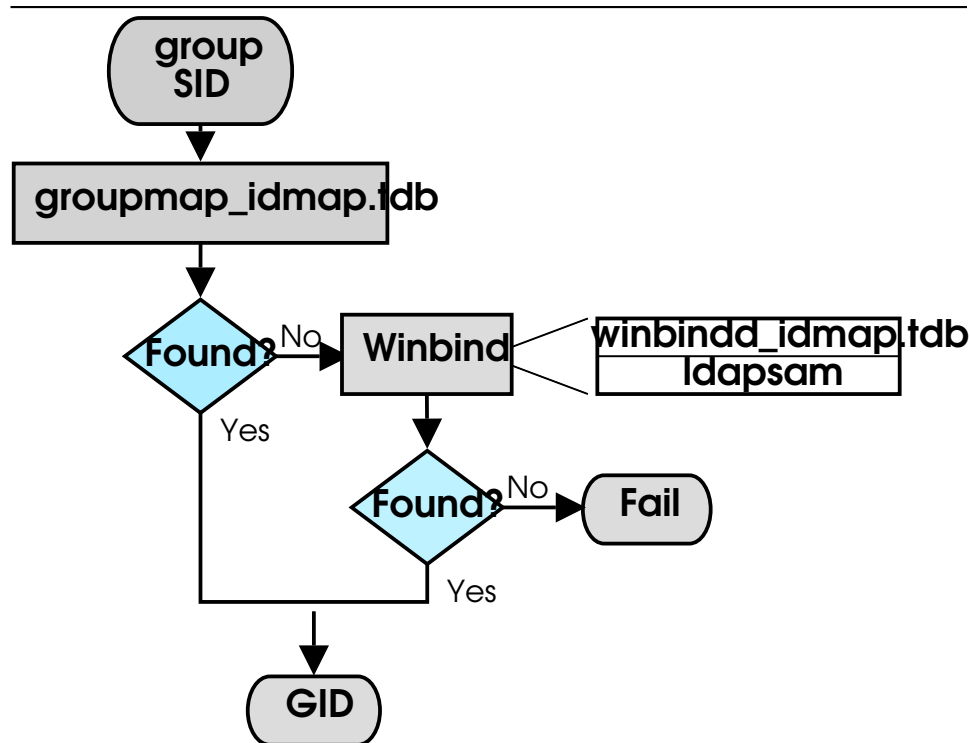 group
SID
groupmap_idmap.tdb
Found?
No
Winbind
winbindd_idmap.tdb
ldapsam
Yes
Found?
No
Fail
Yes
GID